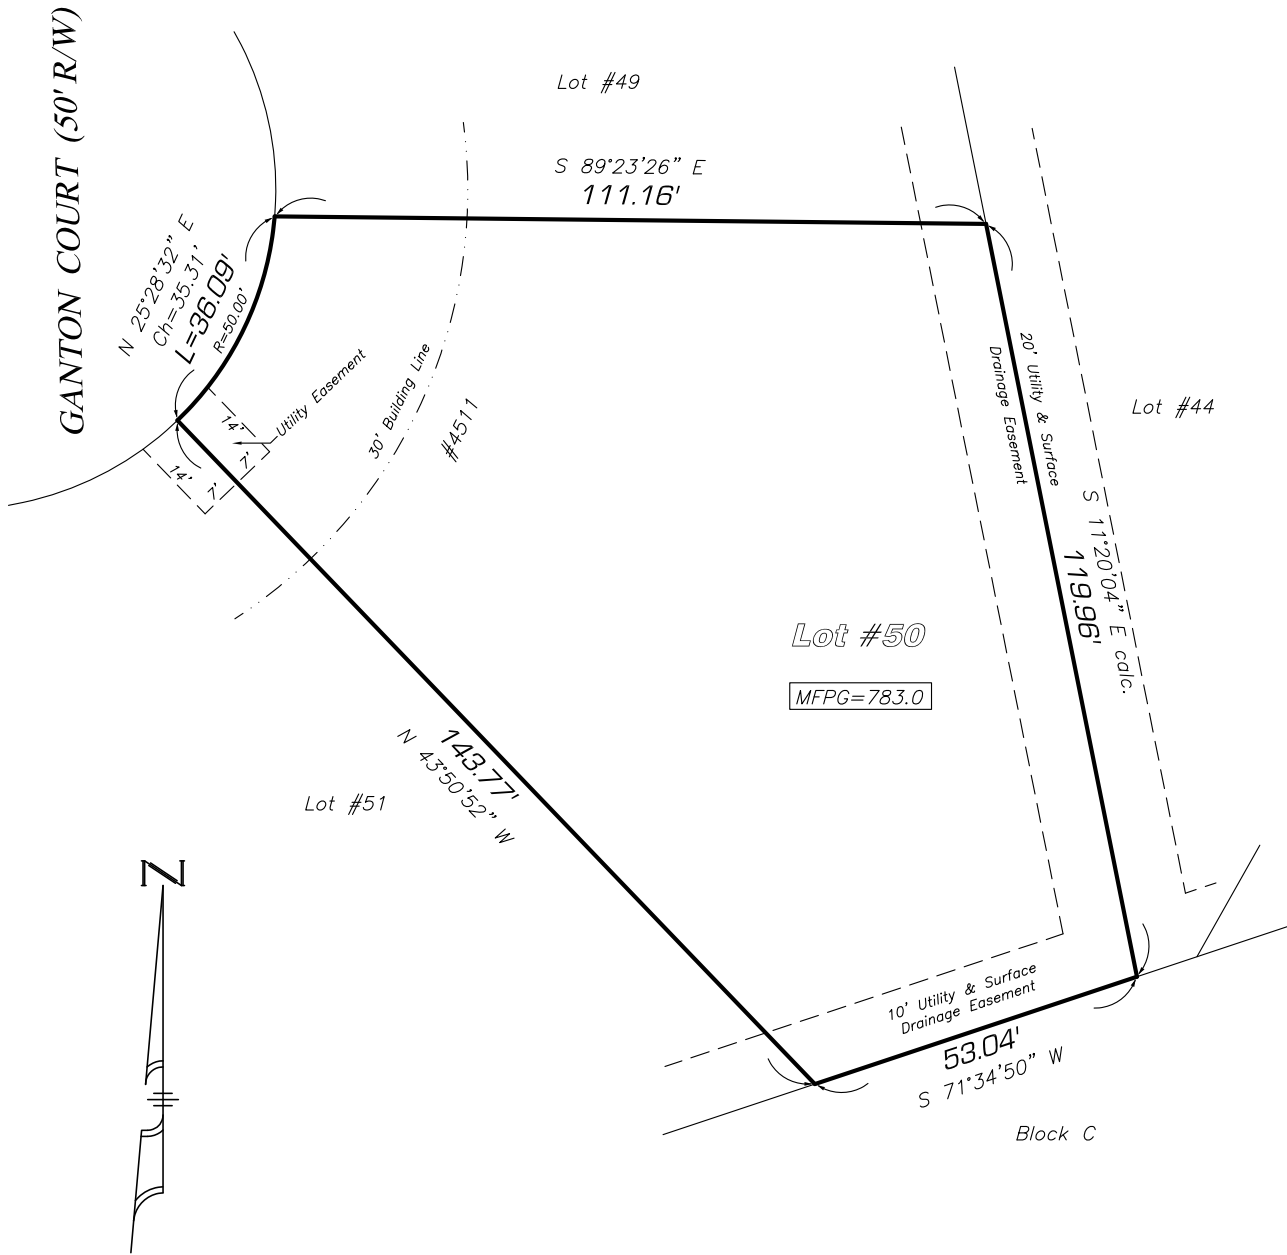 GANTON COURT (50' R/W)
Lot #49
S 89°23'26" E
111.16'
N 25°28'32" E
Ch=35.31'
L=36.09'
R=50.00'
14'
7'
Utility Easement
14'
7'
30' Building Line
#4511
20' Utility & Surface
Drainage Easement
Lot #44
S 11°20'04" E calc.
119.96'
Lot #50
MFPG=783.0
143.77'
N 43°50'52" W
Lot #51
N
10' Utility & Surface
Drainage Easement
53.04'
S 71°34'50" W
Block C